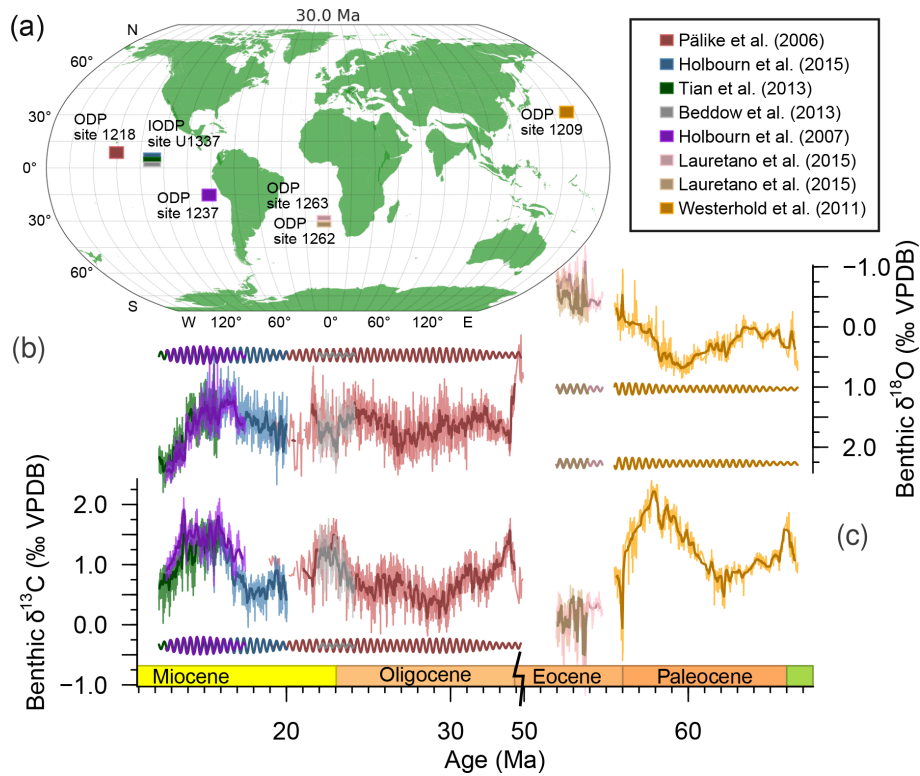 (a)
30.0 Ma
N
60°
30°
0°
30°
60°
S
W
120°
60°
0°
60°
120°
E
ODP
site 1218
IODP
site U1337
ODP
site 1237
ODP
site 1263
ODP
site 1262
ODP
site 1209
Pälike et al. (2006)
Holbourn et al. (2015)
Tian et al. (2013)
Beddow et al. (2013)
Holbourn et al. (2007)
Lauretano et al. (2015)
Lauretano et al. (2015)
Westerhold et al. (2011)
(b)
−1.0
0.0
1.0
2.0
Benthic δ18O (‰ VPDB)
2.0
1.0
0.0
−1.0
Benthic δ13C (‰ VPDB)
(c)
Miocene
Oligocene
Eocene
Paleocene
20
30
50
60
Age (Ma)